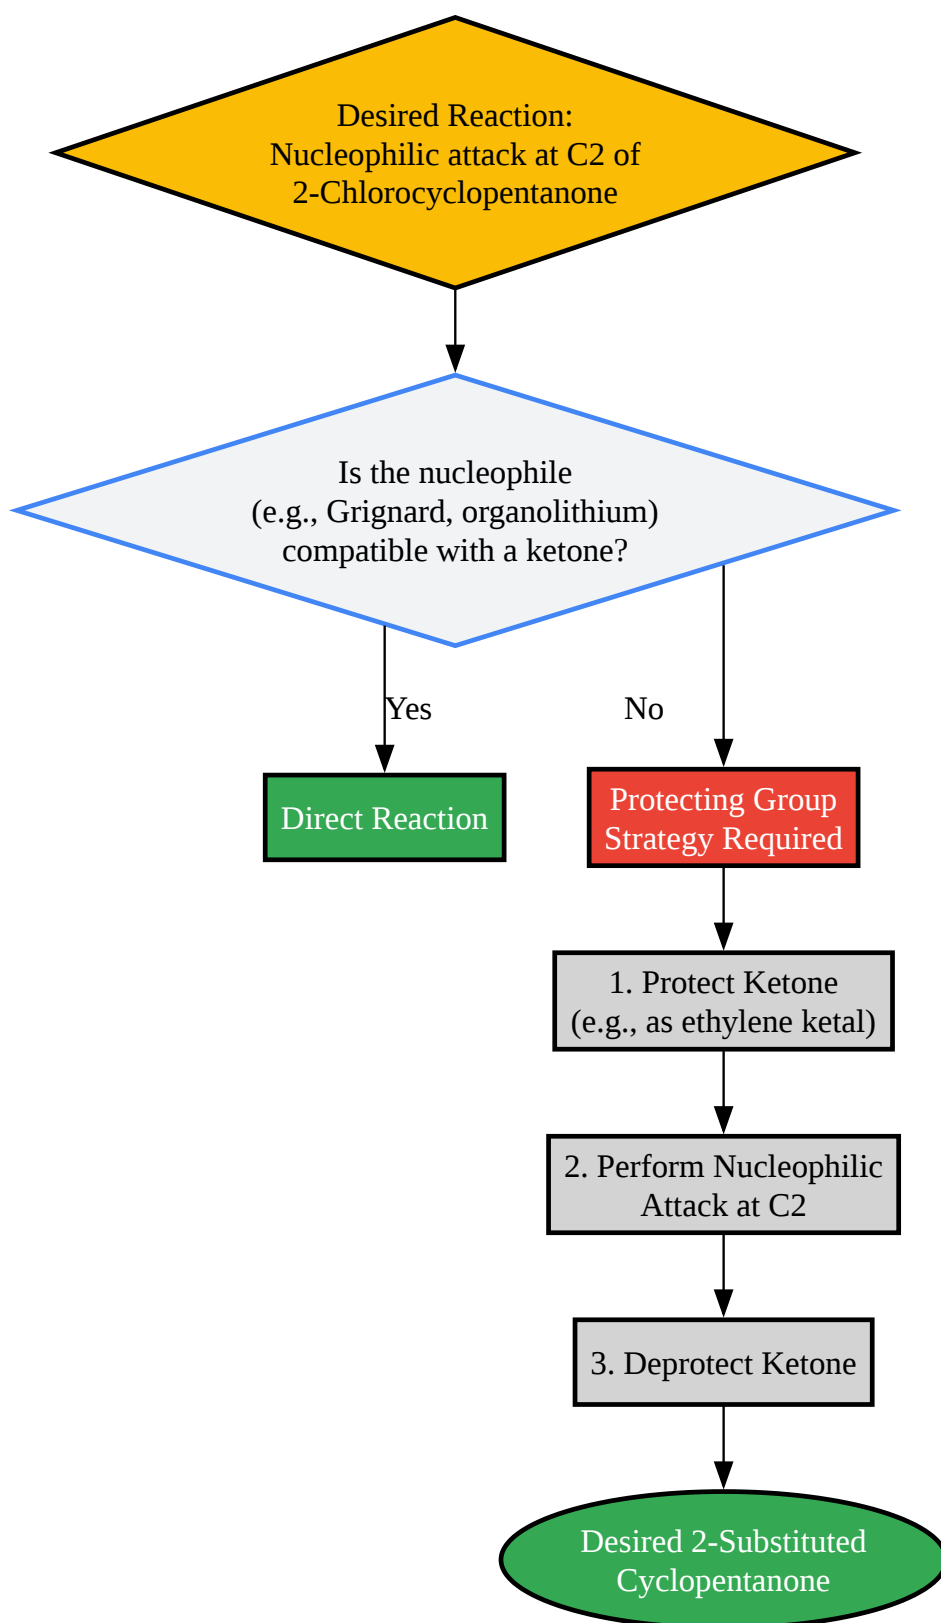 Desired Reaction:
Nucleophilic attack at C2 of
2-Chlorocyclopentanone
Is the nucleophile
(e.g., Grignard, organolithium)
compatible with a ketone?
Yes
No
Direct Reaction
Protecting Group
Strategy Required
1. Protect Ketone
(e.g., as ethylene ketal)
2. Perform Nucleophilic
Attack at C2
3. Deprotect Ketone
Desired 2-Substituted
Cyclopentanone